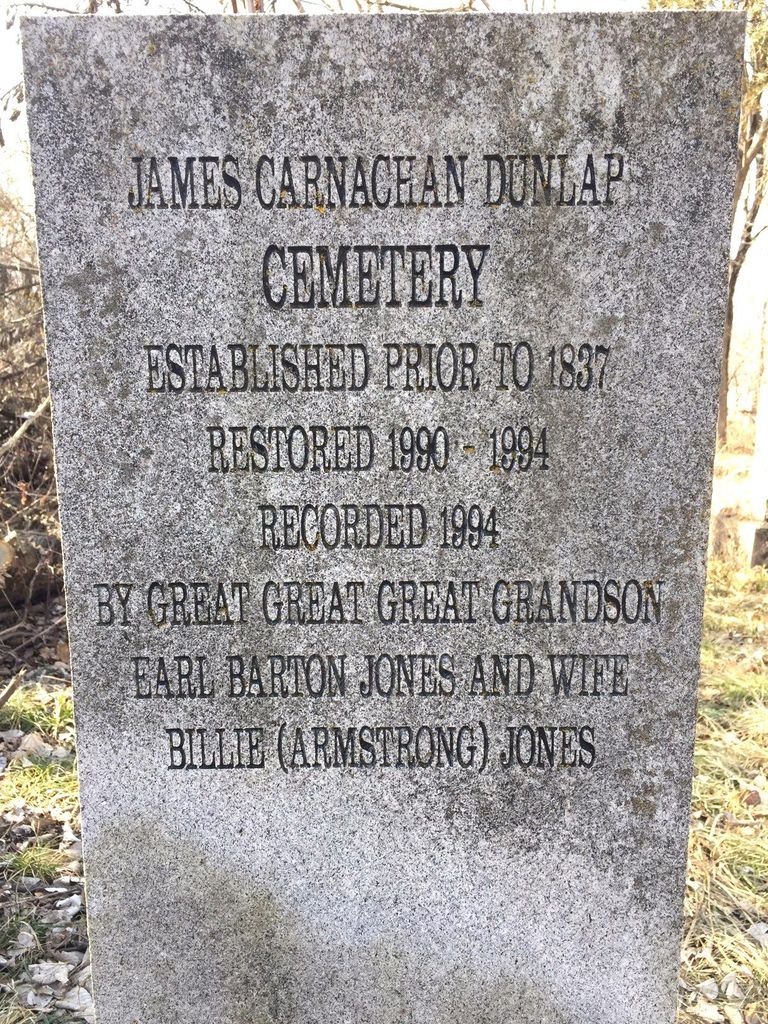 JAMES CARNACHAN DUNLAP
CEMETERY
ESTABLISHED PRIOR TO 1837
RESTORED 1990 - 1994
RECORDED 1994
BY GREAT GREAT GREAT GRANDSON
EARL BARTON JONES AND WIFE
BILLIE (ARMSTRONG) JONES